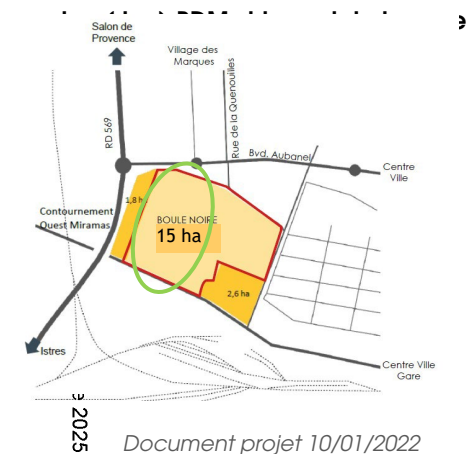 Salon de
Provence
Village des
Marques
Rue de la Quenouilles
RD 569
Bvd. Aubanel
Centre
Ville
1,8 ha
Contournement
Ouest Miramas
BOULE NOIRE
15 ha
2,6 ha
Istres
Centre Ville
Gare
2025
Document projet 10/01/2022